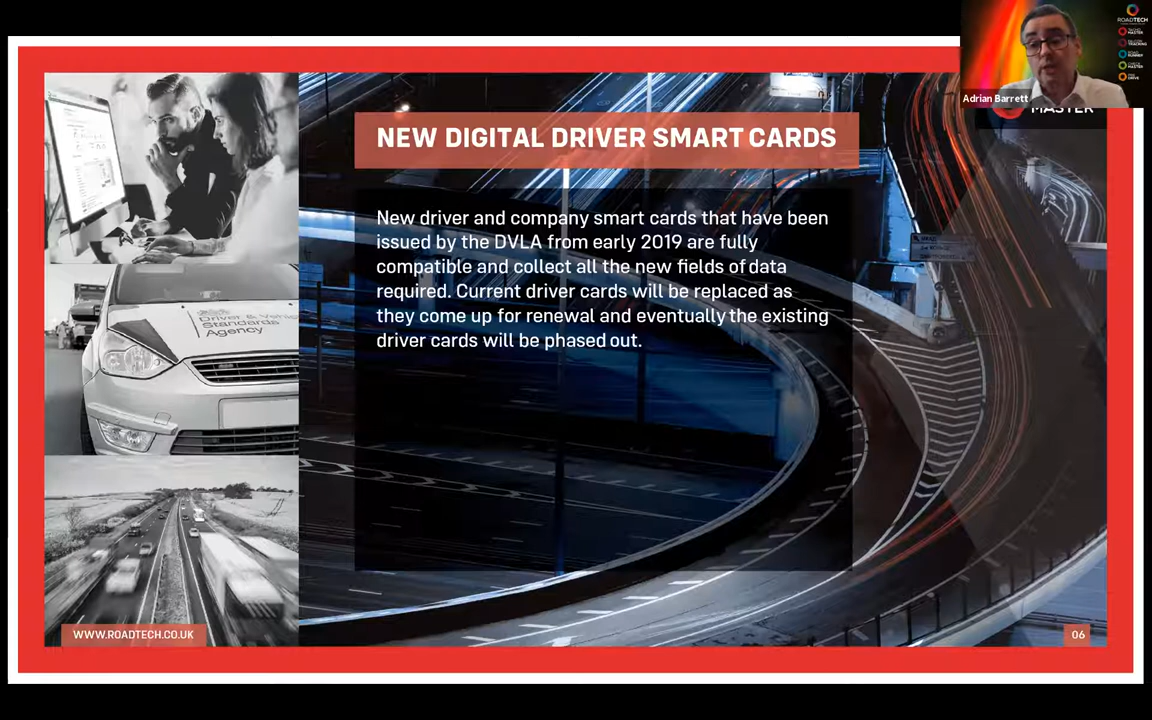 NEW DIGITAL DRIVER SMART CARDS
New driver and company smart cards that have been
issued by the DVLA from early 2019 are fully
compatible and collect all the new fields of data
required. Current driver cards will be replaced as
they come up for renewal and eventually the existing
driver cards will be phased out.
Driver & Vehic
Standards
Agency
WWW.ROADTECH.CO.UK
06
Adrian Barrett
MASTER
ROADTECH